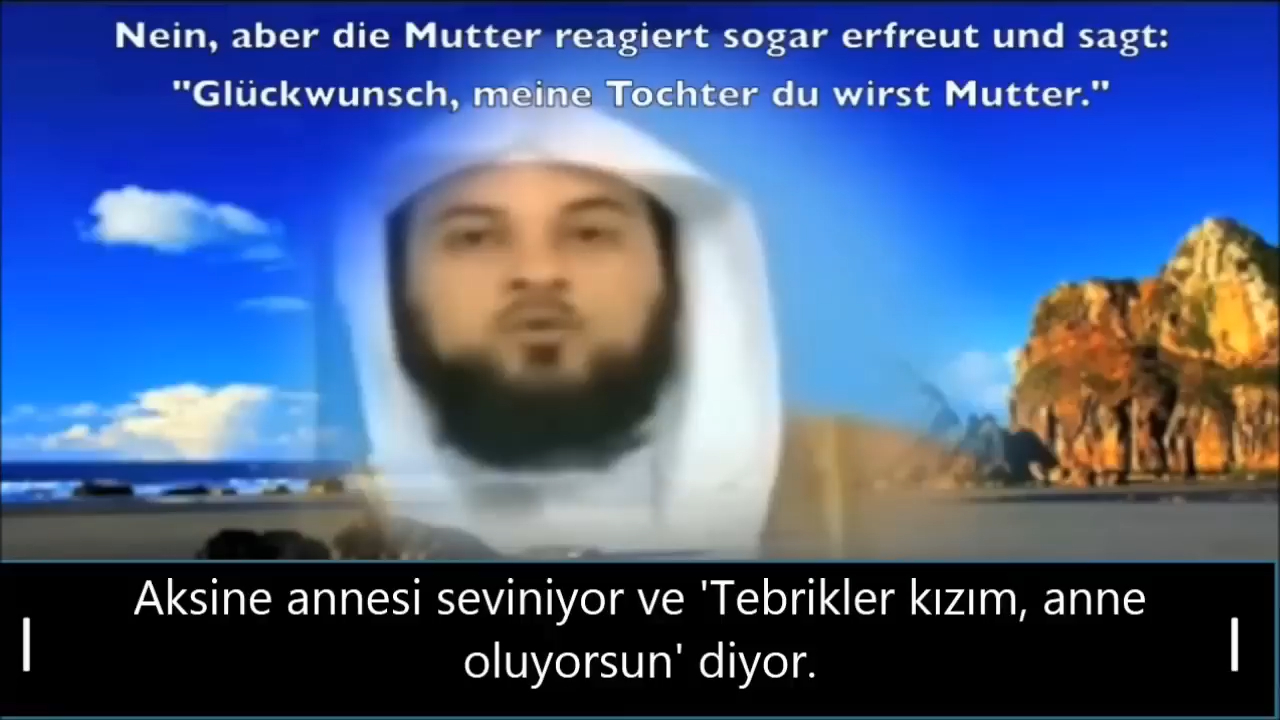 Nein, aber die Mutter reagiert sogar erfreut und sagt:
"Glückwunsch, meine Tochter du wirst Mutter."
Aksine annesi seviniyor ve 'Tebrikler kızım, anne
oluyorsun' diyor.